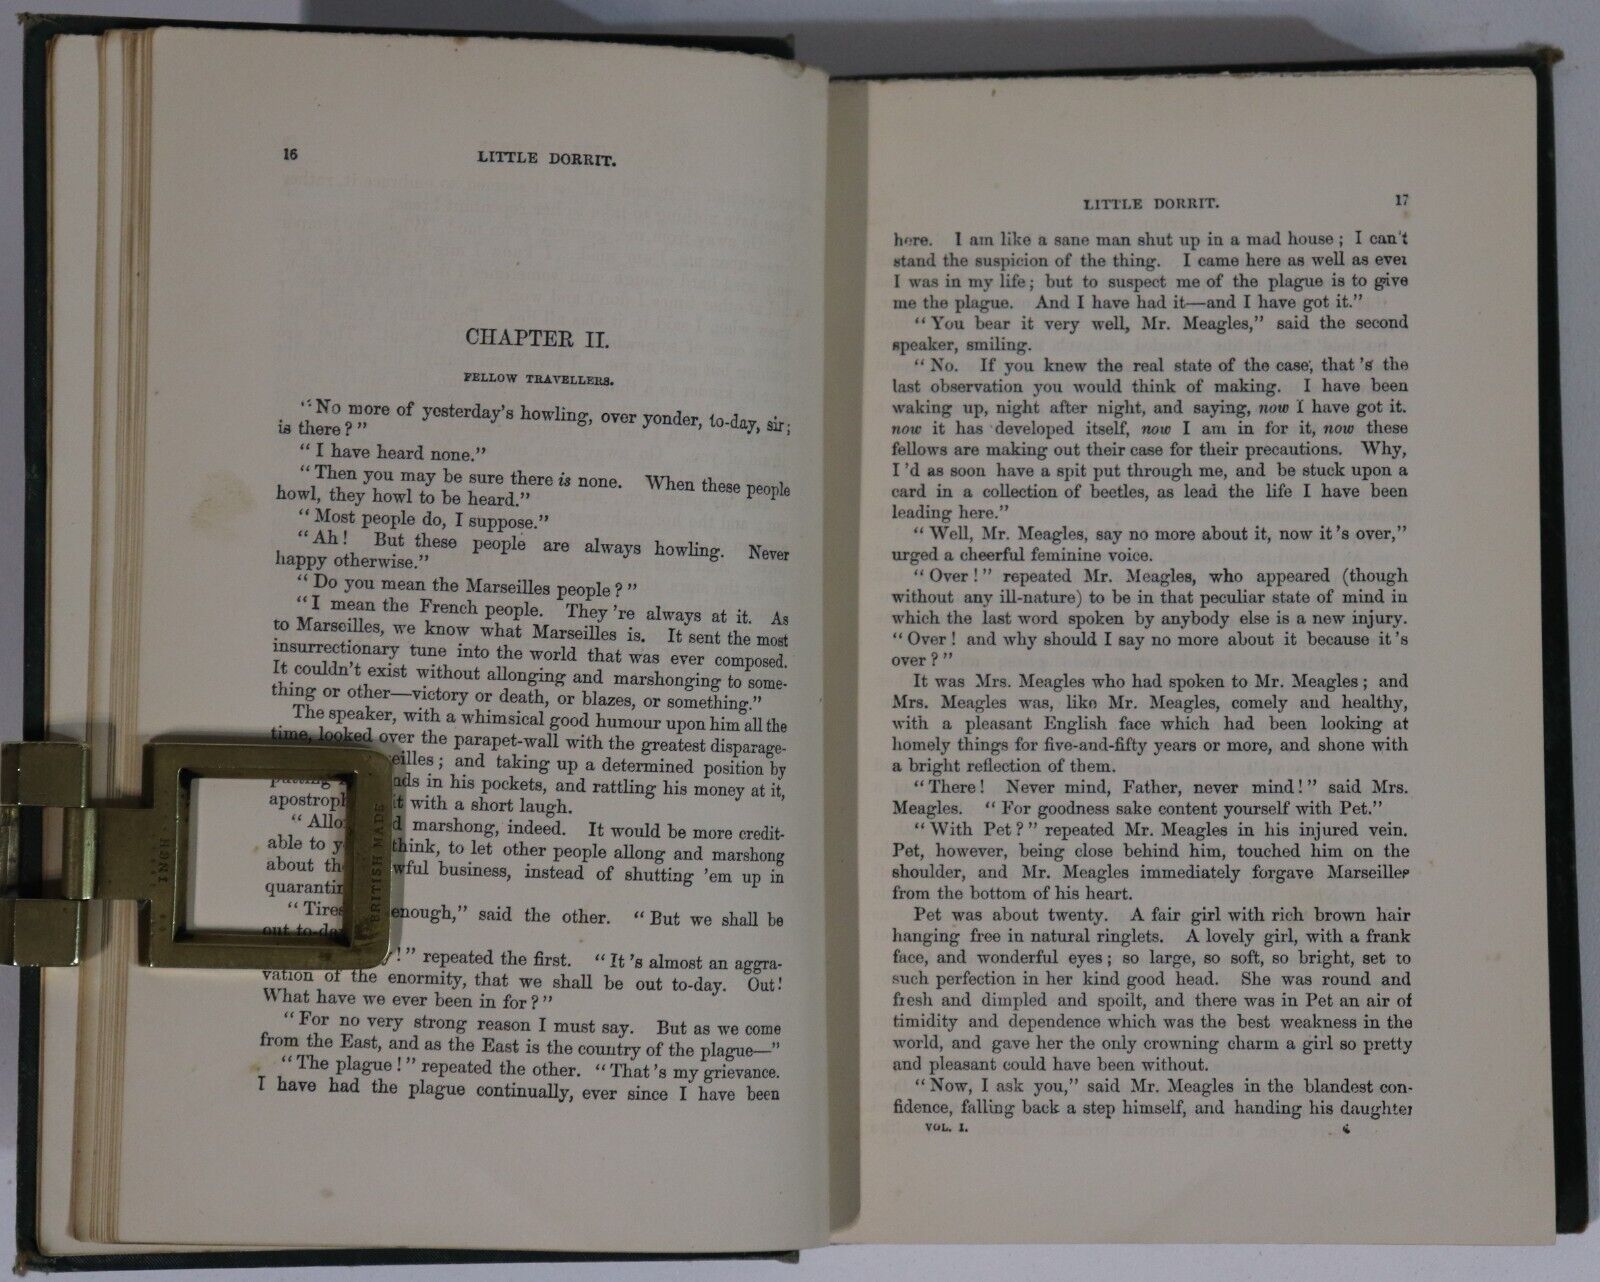 16
LITTLE DORRIT.
CHAPTER II.
FELLOW TRAVELLERS.
"No more of yesterday's howling, over yonder, to-day, sir;
is there?"
"I have heard none."
"Then you may be sure there is none. When these people
howl, they howl to be heard."
"Most people do, I suppose."
"Ah! But these people are always howling. Never
happy otherwise."
"Do you mean the Marseilles people?"
"I mean the French people. They're always at it. As
to Marseilles, we know what Marseilles is. It sent the most
insurrectionary tune into the world that was ever composed.
It couldn't exist without allonging and marshonging to some-
thing or other—victory or death, or blazes, or something."
The speaker, with a whimsical good humour upon him all the
time, looked over the parapet-wall with the greatest disparage-
eilles; and taking up a determined position by
putting ds in his pockets, and rattling his money at it,
apostroph it with a short laugh.
"Allo d marshong, indeed. It would be more credit-
able to y think, to let other people allong and marshong
about the wful business, instead of shutting 'em up in
quarantin
"Tires enough," said the other. "But we shall be
out to-da
!" repeated the first. "It's almost an aggra-
vation of the enormity, that we shall be out to-day. Out!
What have we ever been in for?"
"For no very strong reason I must say. But as we come
from the East, and as the East is the country of the plague—"
"The plague!" repeated the other. "That's my grievance.
I have had the plague continually, ever since I have been
INCH
BRITISH MADE
LITTLE DORRIT.
17
here. I am like a sane man shut up in a mad house; I can't
stand the suspicion of the thing. I came here as well as ever
I was in my life; but to suspect me of the plague is to give
me the plague. And I have had it—and I have got it."
"You bear it very well, Mr. Meagles," said the second
speaker, smiling.
"No. If you knew the real state of the case, that's the
last observation you would think of making. I have been
waking up, night after night, and saying, now I have got it.
now it has developed itself, now I am in for it, now these
fellows are making out their case for their precautions. Why,
I'd as soon have a spit put through me, and be stuck upon a
card in a collection of beetles, as lead the life I have been
leading here."
"Well, Mr. Meagles, say no more about it, now it's over,"
urged a cheerful feminine voice.
"Over!" repeated Mr. Meagles, who appeared (though
without any ill-nature) to be in that peculiar state of mind in
which the last word spoken by anybody else is a new injury.
"Over! and why should I say no more about it because it's
over?"
It was Mrs. Meagles who had spoken to Mr. Meagles; and
Mrs. Meagles was, like Mr. Meagles, comely and healthy,
with a pleasant English face which had been looking at
homely things for five-and-fifty years or more, and shone with
a bright reflection of them.
"There! Never mind, Father, never mind!" said Mrs.
Meagles. "For goodness sake content yourself with Pet."
"With Pet?" repeated Mr. Meagles in his injured vein.
Pet, however, being close behind him, touched him on the
shoulder, and Mr. Meagles immediately forgave Marseilles
from the bottom of his heart.
Pet was about twenty. A fair girl with rich brown hair
hanging free in natural ringlets. A lovely girl, with a frank
face, and wonderful eyes; so large, so soft, so bright, set to
such perfection in her kind good head. She was round and
fresh and dimpled and spoilt, and there was in Pet an air of
timidity and dependence which was the best weakness in the
world, and gave her the only crowning charm a girl so pretty
and pleasant could have been without.
"Now, I ask you," said Mr. Meagles in the blandest con-
fidence, falling back a step himself, and handing his daughter
VOL. I.